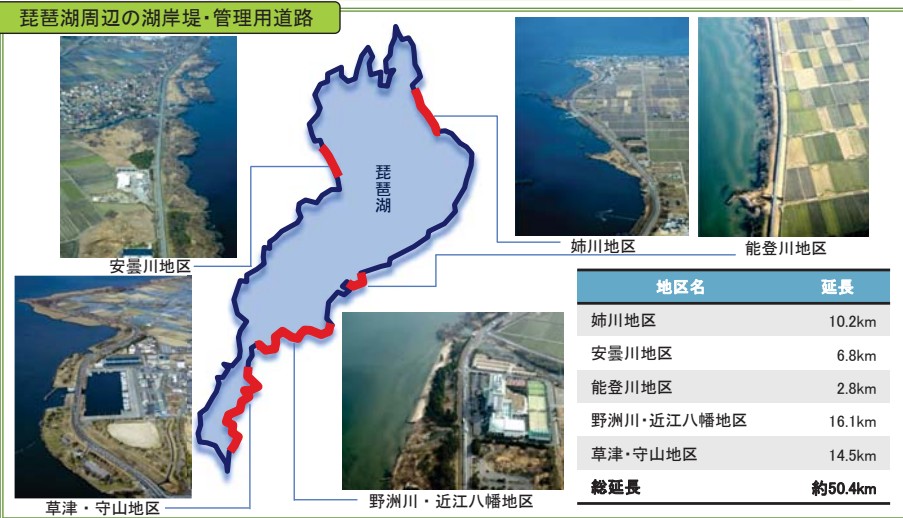 琵琶湖周辺の湖岸堤・管理用道路
琵琶湖
安曇川地区
姉川地区
能登川地区
草津・守山地区
野洲川・近江八幡地区
地区名 延長
姉川地区 10.2km
安曇川地区 6.8km
能登川地区 2.8km
野洲川・近江八幡地区 16.1km
草津・守山地区 14.5km
総延長 約50.4km